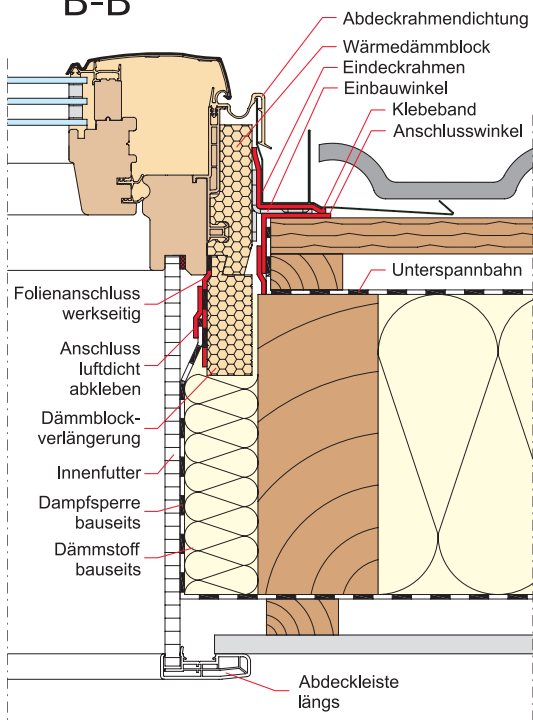 B-B
Abdeckrahmendichtung
Wärmedämmblock
Eindeckrahmen
Einbauwinkel
Klebeband
Anschlusswinkel
Unterspannbahn
Folienanschluss
werkseitig
Anschluss
luftdicht
abkleben
Dämmblock-
verlängerung
Innenfutter
Dampfsperre
bauseits
Dämmstoff
bauseits
Abdeckleiste
längs